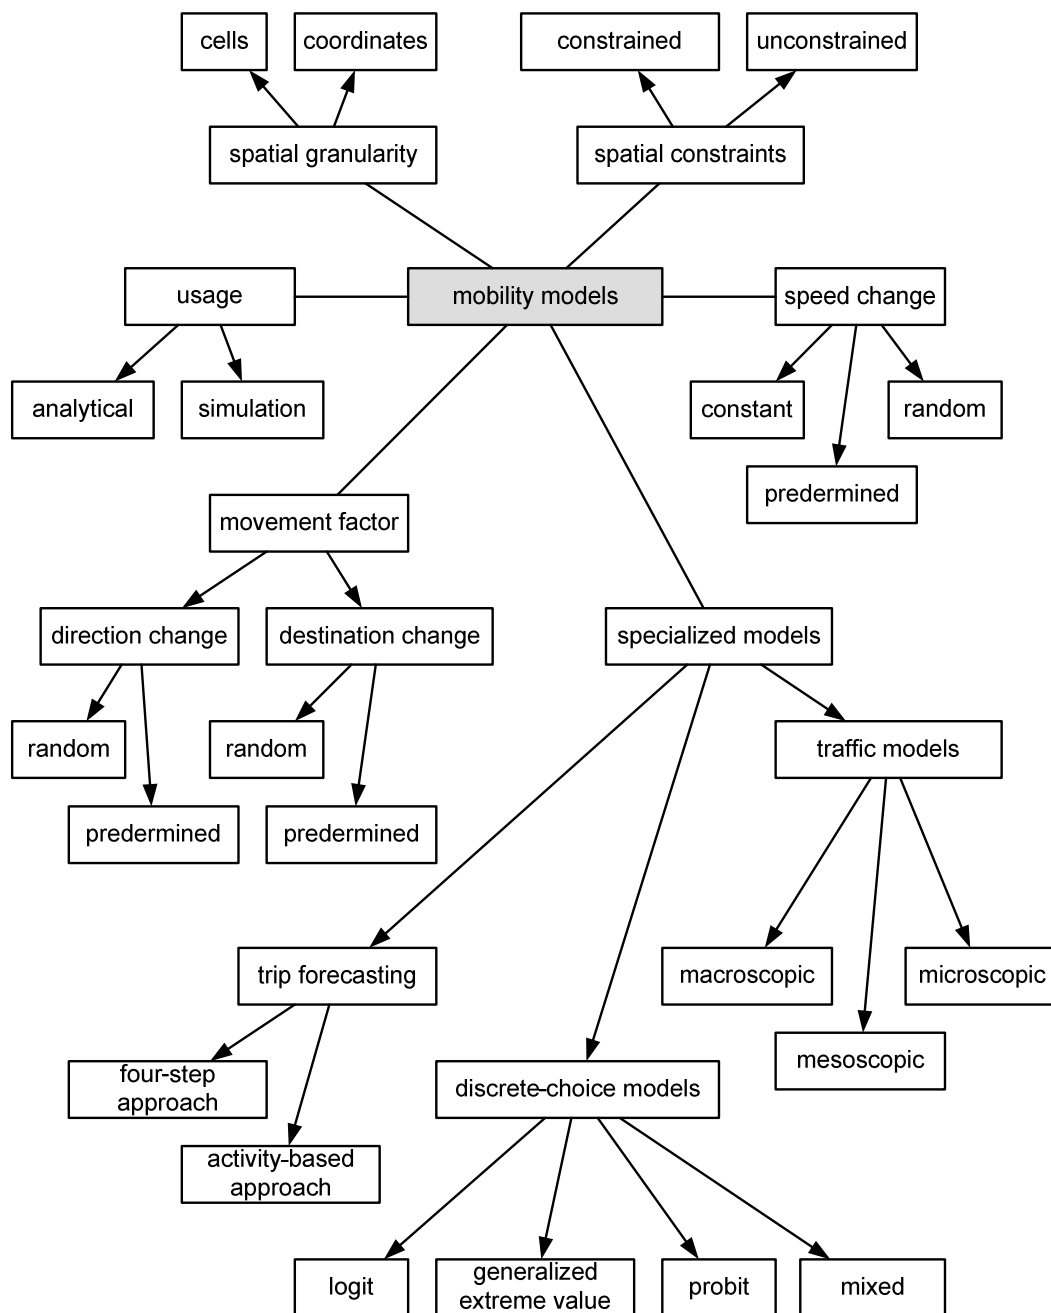 cells
coordinates
constrained
unconstrained
spatial granularity
spatial constraints
usage
mobility models
speed change
analytical
simulation
constant
random
predermined
movement factor
direction change
destination change
specialized models
random
random
traffic models
predermined
predermined
trip forecasting
macroscopic
microscopic
mesoscopic
four-step
approach
discrete-choice models
activity-based
approach
logit
generalized
extreme value
probit
mixed